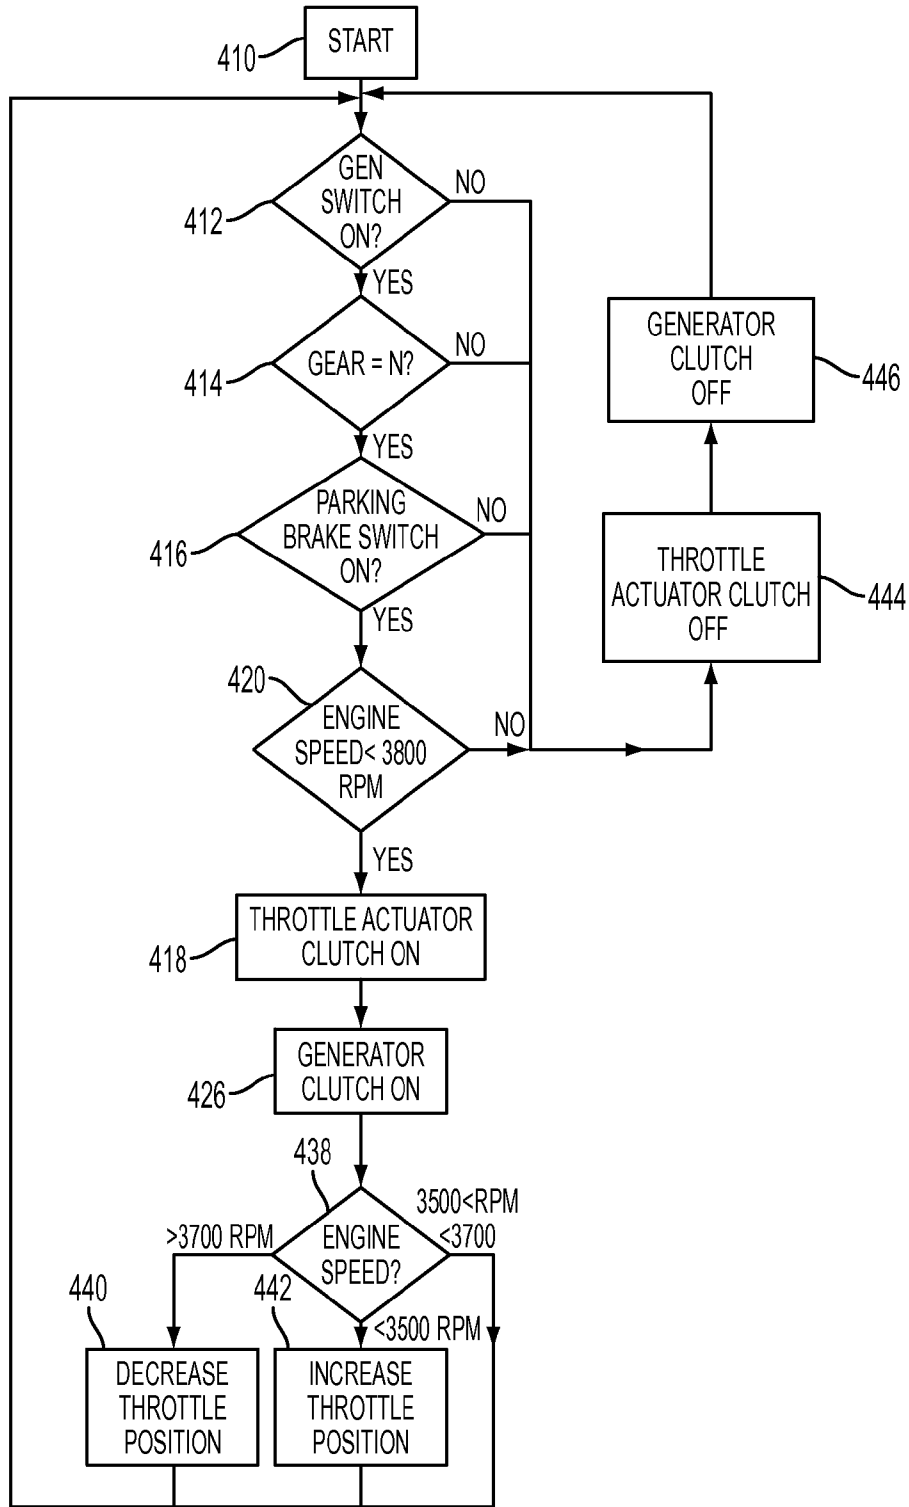 START
410
GEN
SWITCH
ON?
412
NO
YES
GEAR = N?
414
NO
YES
PARKING
BRAKE SWITCH
ON?
416
NO
YES
GENERATOR
CLUTCH
OFF
446
THROTTLE
ACTUATOR CLUTCH
OFF
444
420
ENGINE
SPEED< 3800
RPM
NO
YES
THROTTLE ACTUATOR
CLUTCH ON
418
GENERATOR
CLUTCH ON
426
438
ENGINE
SPEED?
>3700 RPM
3500<RPM
<3700
<3500 RPM
440
DECREASE
THROTTLE
POSITION
442
INCREASE
THROTTLE
POSITION